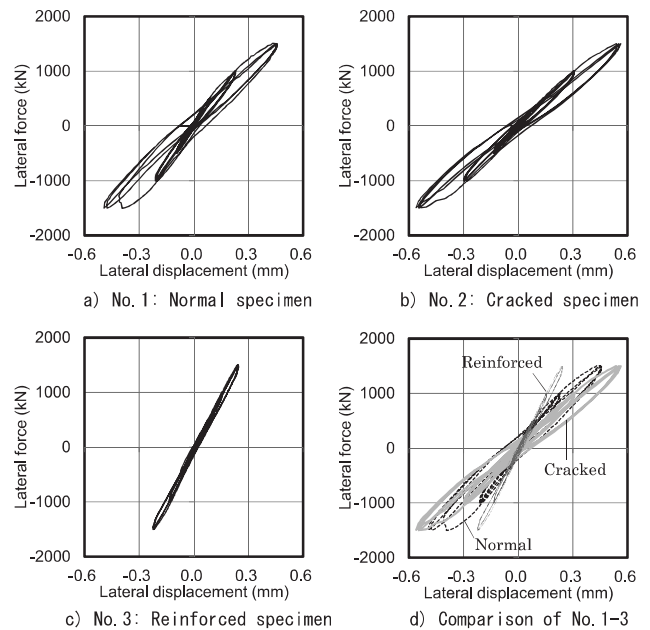 2000
1000
0
-1000
-2000
Lateral force (kN)
-0.6 -0.3 0.0 0.3 0.6
Lateral displacement (mm)
a) No.1: Normal specimen
2000
1000
0
-1000
-2000
Lateral force (kN)
-0.6 -0.3 0.0 0.3 0.6
Lateral displacement (mm)
b) No.2: Cracked specimen
2000
1000
0
-1000
-2000
Lateral force (kN)
-0.6 -0.3 0.0 0.3 0.6
Lateral displacement (mm)
c) No.3: Reinforced specimen
2000
1000
0
-1000
-2000
Lateral force (kN)
Reinforced
Cracked
Normal
-0.6 -0.3 0.0 0.3 0.6
Lateral displacement (mm)
d) Comparison of No.1-3